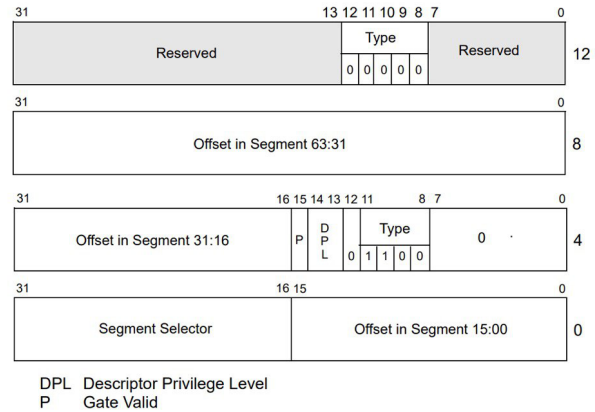 31 13 12 11 10 9 8 7 0
Reserved Type Reserved 12
0 0 0 0 0
31 0
Offset in Segment 63:31 8
31 16 15 14 13 12 11 8 7 0
Offset in Segment 31:16 P DPL 0 Type 0 4
1 1 0 0
31 16 15 0
Segment Selector Offset in Segment 15:00 0
DPL Descriptor Privilege Level
P Gate Valid